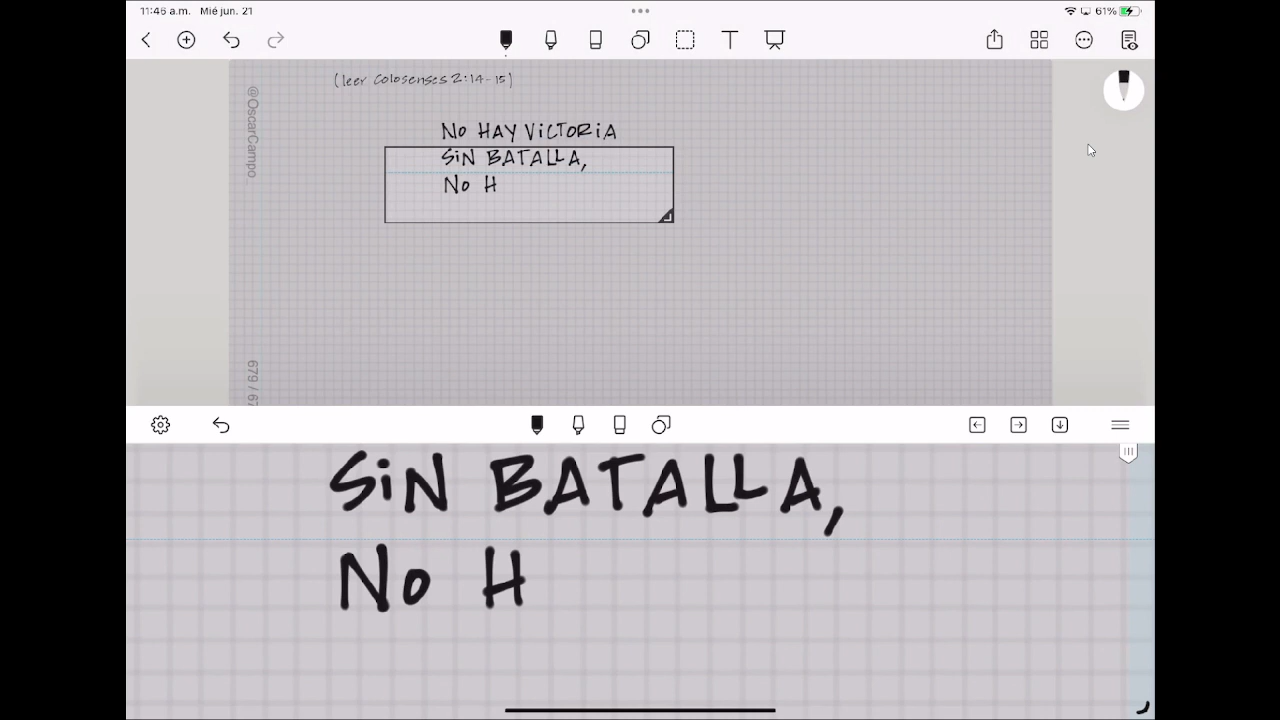 11:46 a.m. Mié jun. 21
61%
(leer Colosenses 2:14-15)
@OscarCampo_
No HAY ViCTORiA
SiN BATALLA,
No H
679 / 67
SiN BATALLA,
No H